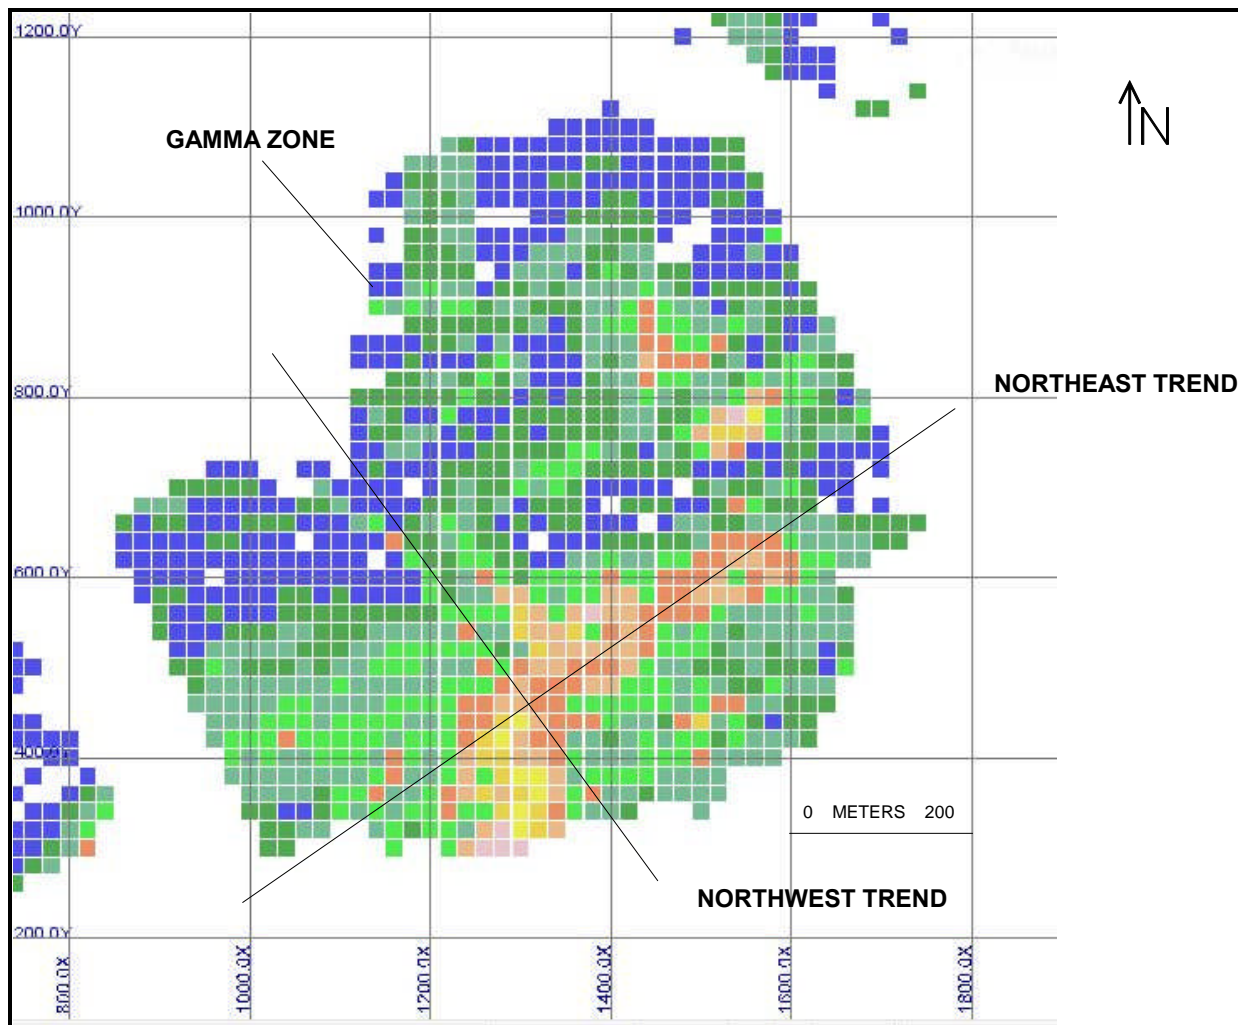 1200.0Y
N
GAMMA ZONE
1000.0Y
NORTHEAST TREND
800.0Y
600.0Y
400.0Y
0 METERS 200
NORTHWEST TREND
200.0Y
800.0X
1000.0X
1200.0X
1400.0X
1600.0X
1800.0X